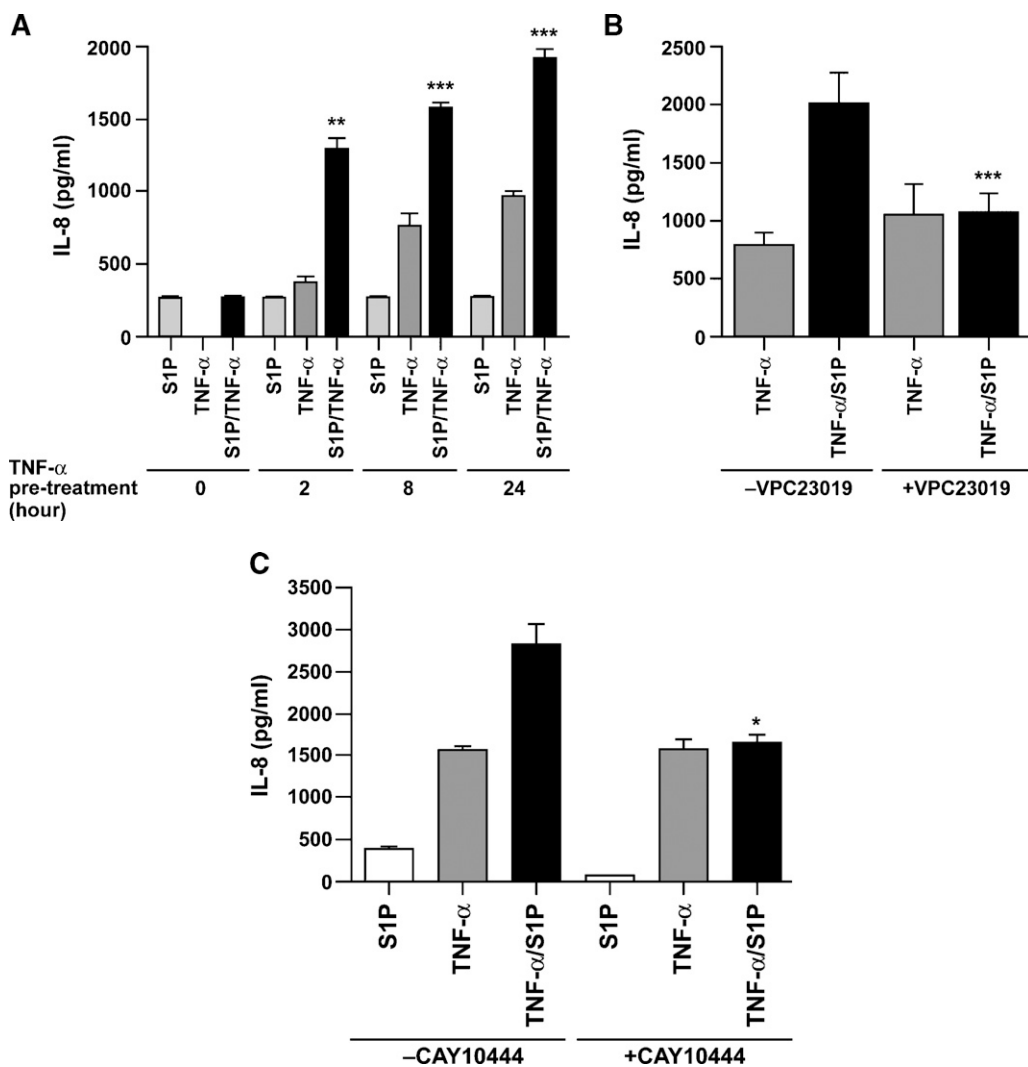 A
2000
1500
1000
500
0
IL-8 (pg/ml)
**
***
***
S1P
TNF-α
S1P/TNF-α
S1P
TNF-α
S1P/TNF-α
S1P
TNF-α
S1P/TNF-α
S1P
TNF-α
S1P/TNF-α
TNF-α
pre-treatment
(hour)
0
2
8
24
B
2500
2000
1500
1000
500
0
IL-8 (pg/ml)
***
TNF-α
TNF-α/S1P
TNF-α
TNF-α/S1P
–VPC23019
+VPC23019
C
3500
3000
2500
2000
1500
1000
500
0
IL-8 (pg/ml)
*
S1P
TNF-α
TNF-α/S1P
S1P
TNF-α
TNF-α/S1P
–CAY10444
+CAY10444